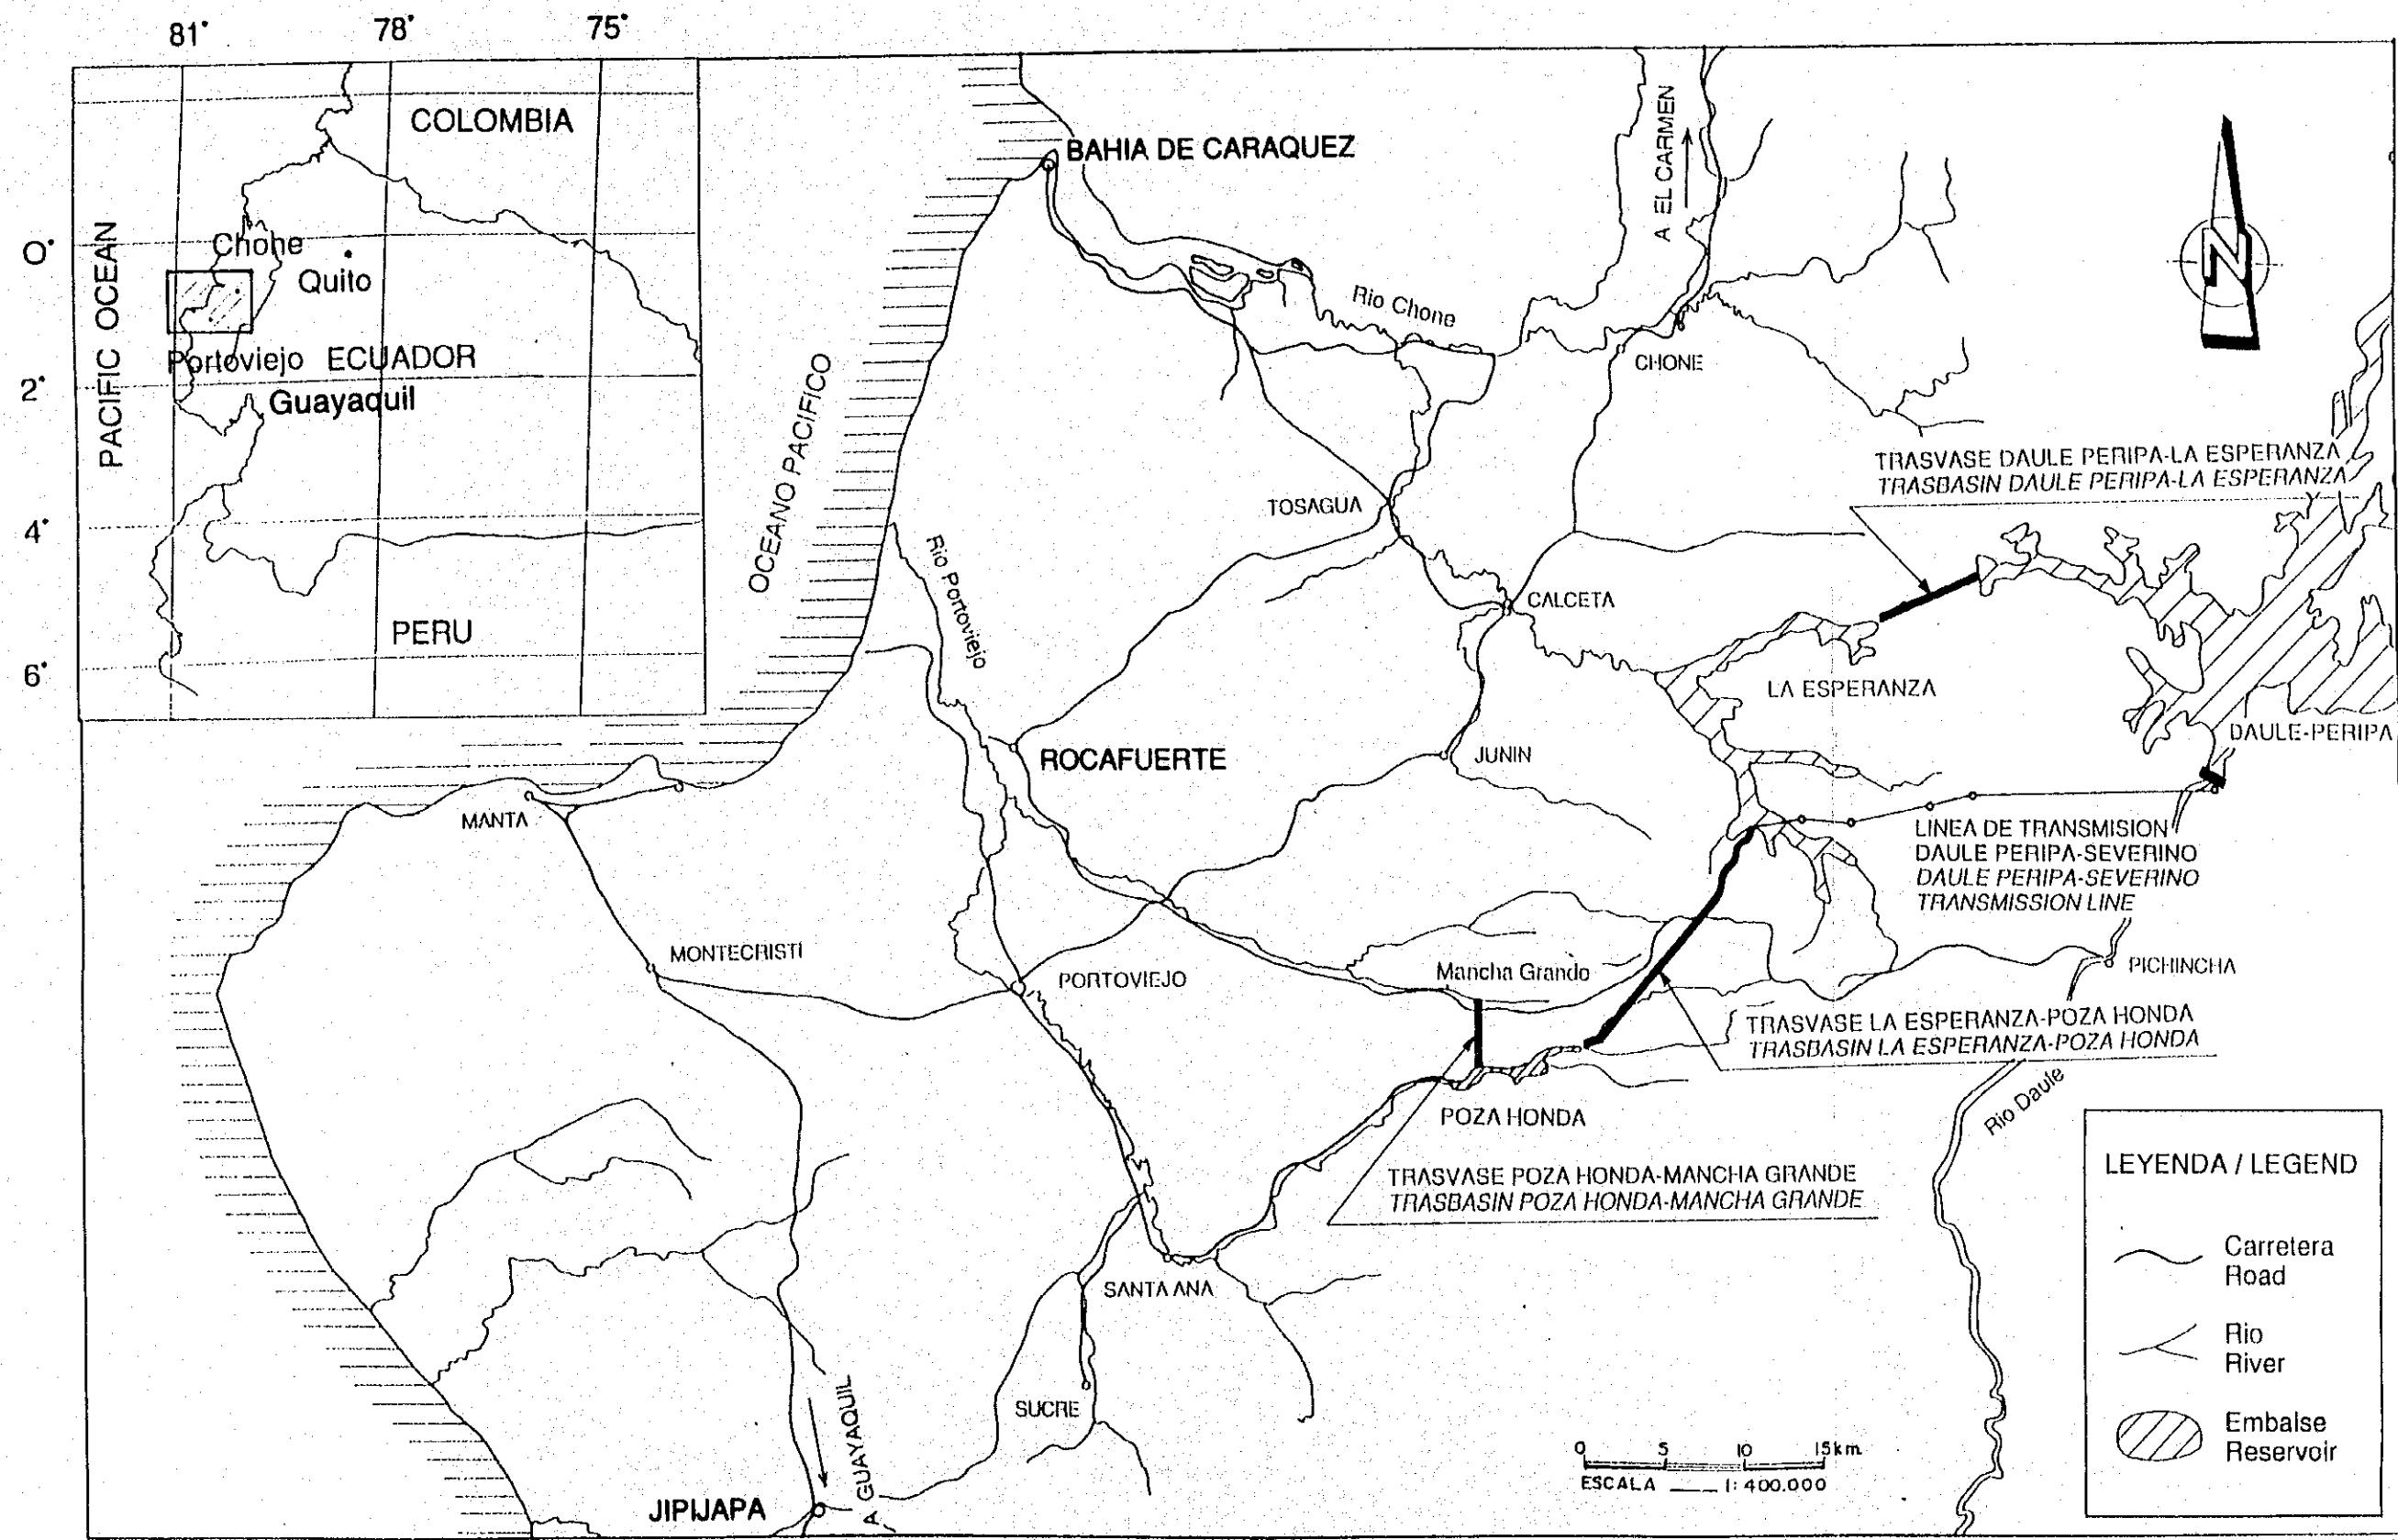 81°
78°
75°
0°
2°
4°
6°
PACIFIC OCEAN
COLOMBIA
Chone
Quito
Portoviejo
ECUADOR
Guayaquil
PERU
OCEANO PACIFICO
BAHIA DE CARAQUEZ
A EL CARMEN
N
Rio Chone
CHONE
TRASVASE DAULE PERIPA-LA ESPERANZA
TRASBASIN DAULE PERIPA-LA ESPERANZA
TOSAGUA
Rio Portoviejo
CALCETA
LA ESPERANZA
DAULE-PERIPA
ROCAFUERTE
JUNIN
MANTA
LINEA DE TRANSMISION
DAULE PERIPA-SEVERINO
DAULE PERIPA-SEVERINO
TRANSMISSION LINE
MONTECRISTI
PORTOVIEJO
Mancha Grande
PICHINCHA
TRASVASE LA ESPERANZA-POZA HONDA
TRASBASIN LA ESPERANZA-POZA HONDA
POZA HONDA
Rio Daule
TRASVASE POZA HONDA-MANCHA GRANDE
TRASBASIN POZA HONDA-MANCHA GRANDE
SANTA ANA
SUCRE
A GUAYAQUIL
JIPIJAPA
0 5 10 15km.
ESCALA 1:400.000
LEYENDA / LEGEND
Carretera
Road
Rio
River
Embalse
Reservoir